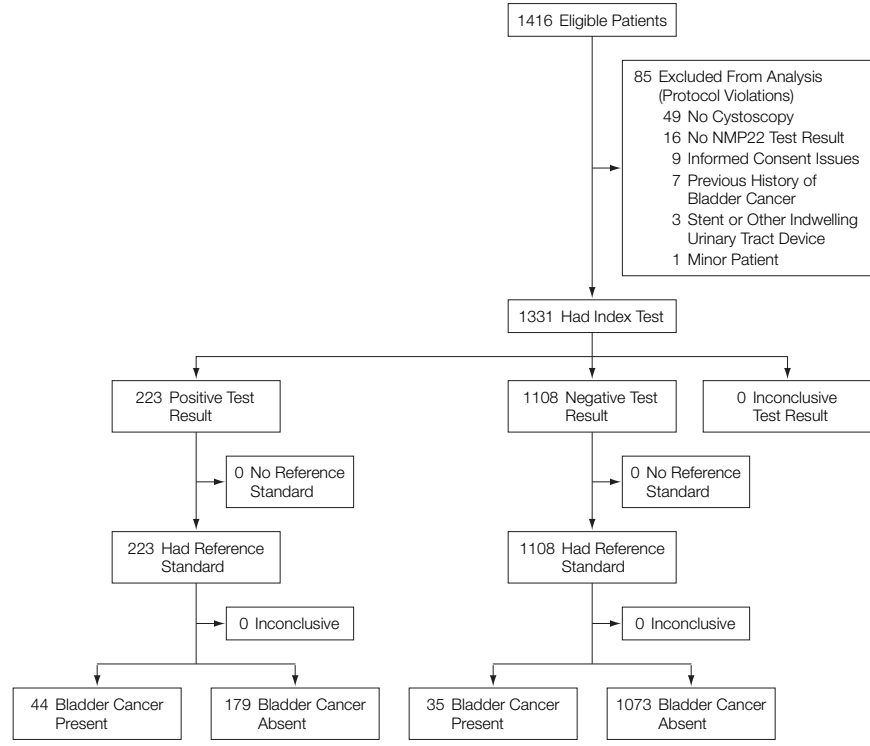 1416 Eligible Patients
85 Excluded From Analysis
(Protocol Violations)
49 No Cystoscopy
16 No NMP22 Test Result
9 Informed Consent Issues
7 Previous History of
Bladder Cancer
3 Stent or Other Indwelling
Urinary Tract Device
1 Minor Patient
1331 Had Index Test
223 Positive Test
Result
1108 Negative Test
Result
0 Inconclusive
Test Result
0 No Reference
Standard
0 No Reference
Standard
223 Had Reference
Standard
1108 Had Reference
Standard
0 Inconclusive
0 Inconclusive
44 Bladder Cancer
Present
179 Bladder Cancer
Absent
35 Bladder Cancer
Present
1073 Bladder Cancer
Absent